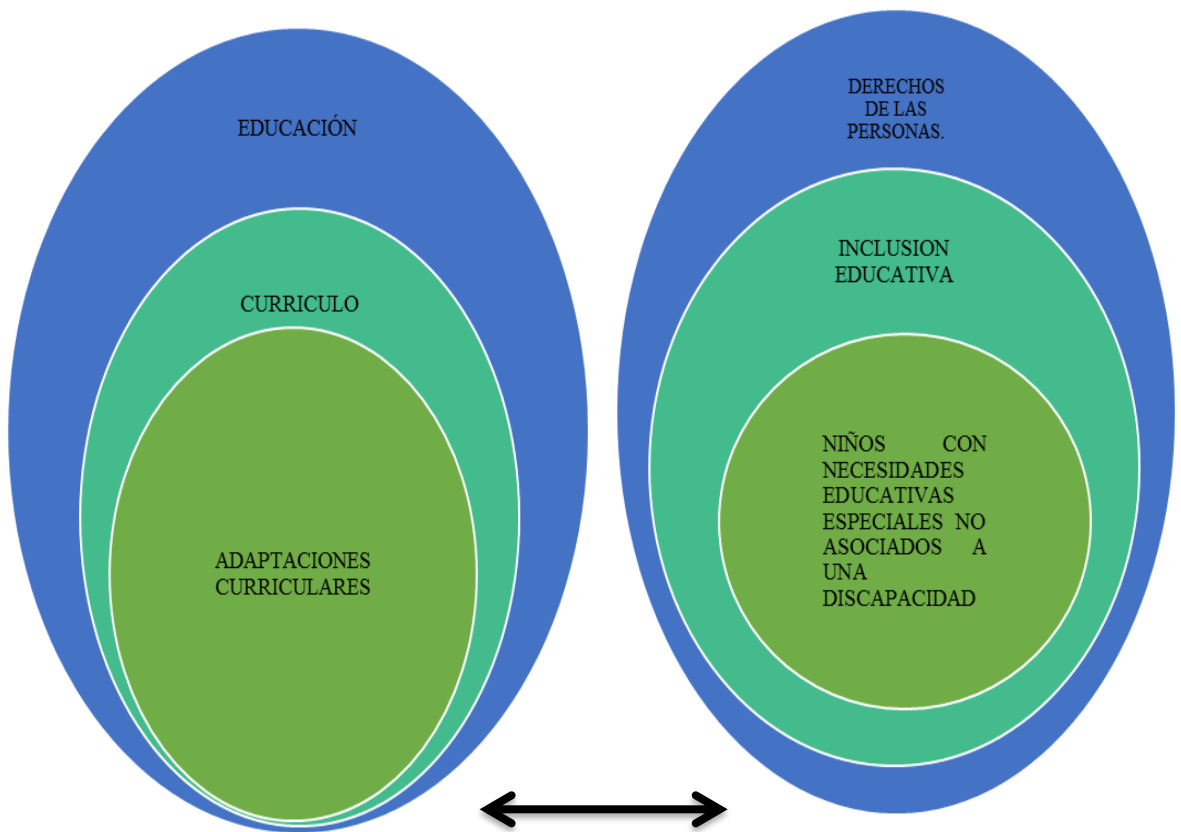 EDUCACIÓN
CURRICULO
ADAPTACIONES
CURRICULARES
DERECHOS
DE LAS
PERSONAS.
INCLUSION
EDUCATIVA
NIÑOS CON
NECESIDADES
EDUCATIVAS
ESPECIALES NO
ASOCIADOS A
UNA
DISCAPACIDAD